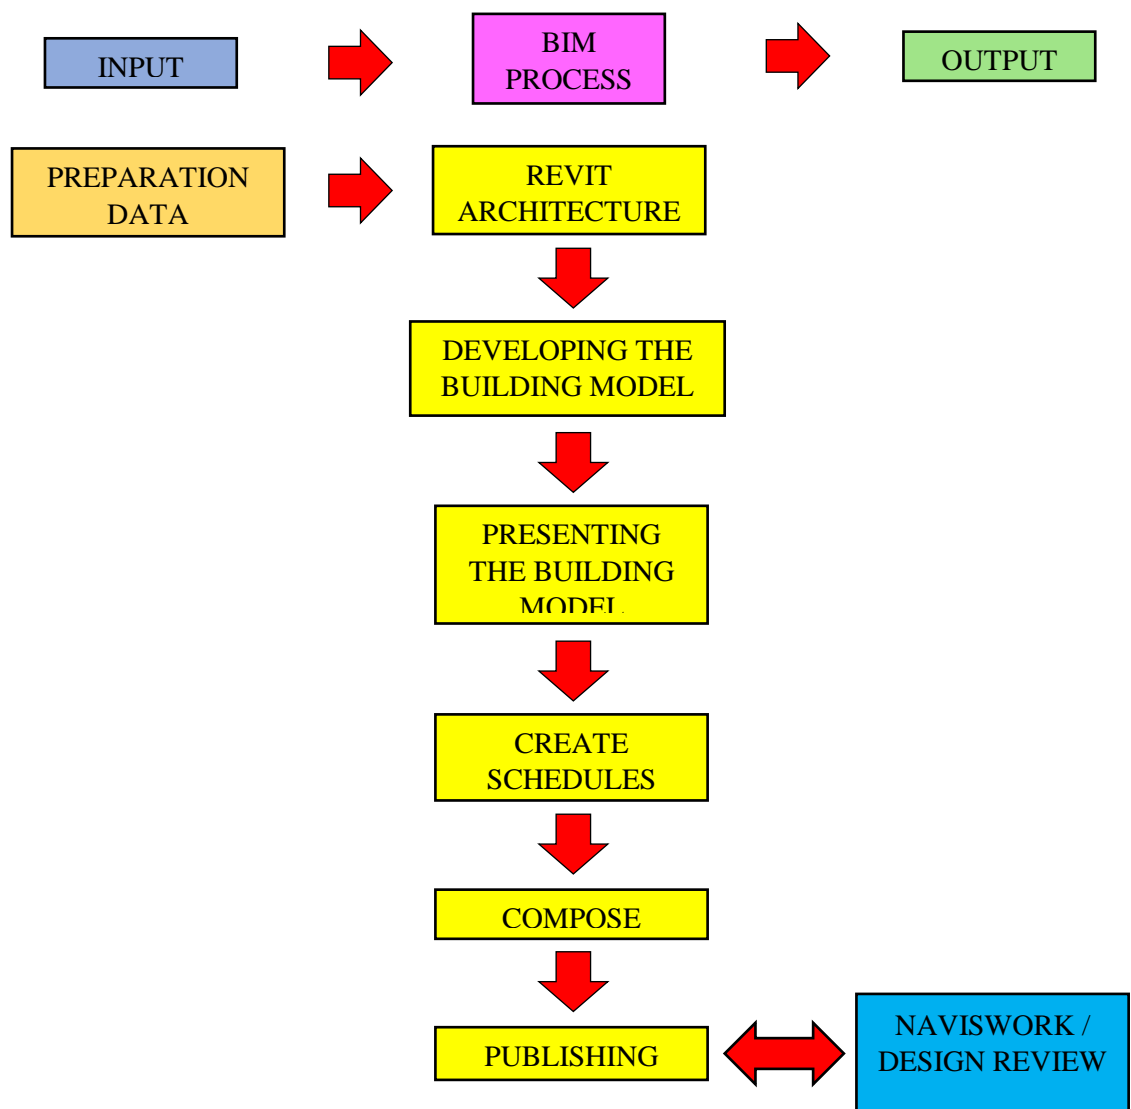 INPUT
BIM
PROCESS
OUTPUT
PREPARATION
DATA
REVIT
ARCHITECTURE
DEVELOPING THE
BUILDING MODEL
PRESENTING
THE BUILDING
MODEL
CREATE
SCHEDULES
COMPOSE
PUBLISHING
NAVISWORK /
DESIGN REVIEW